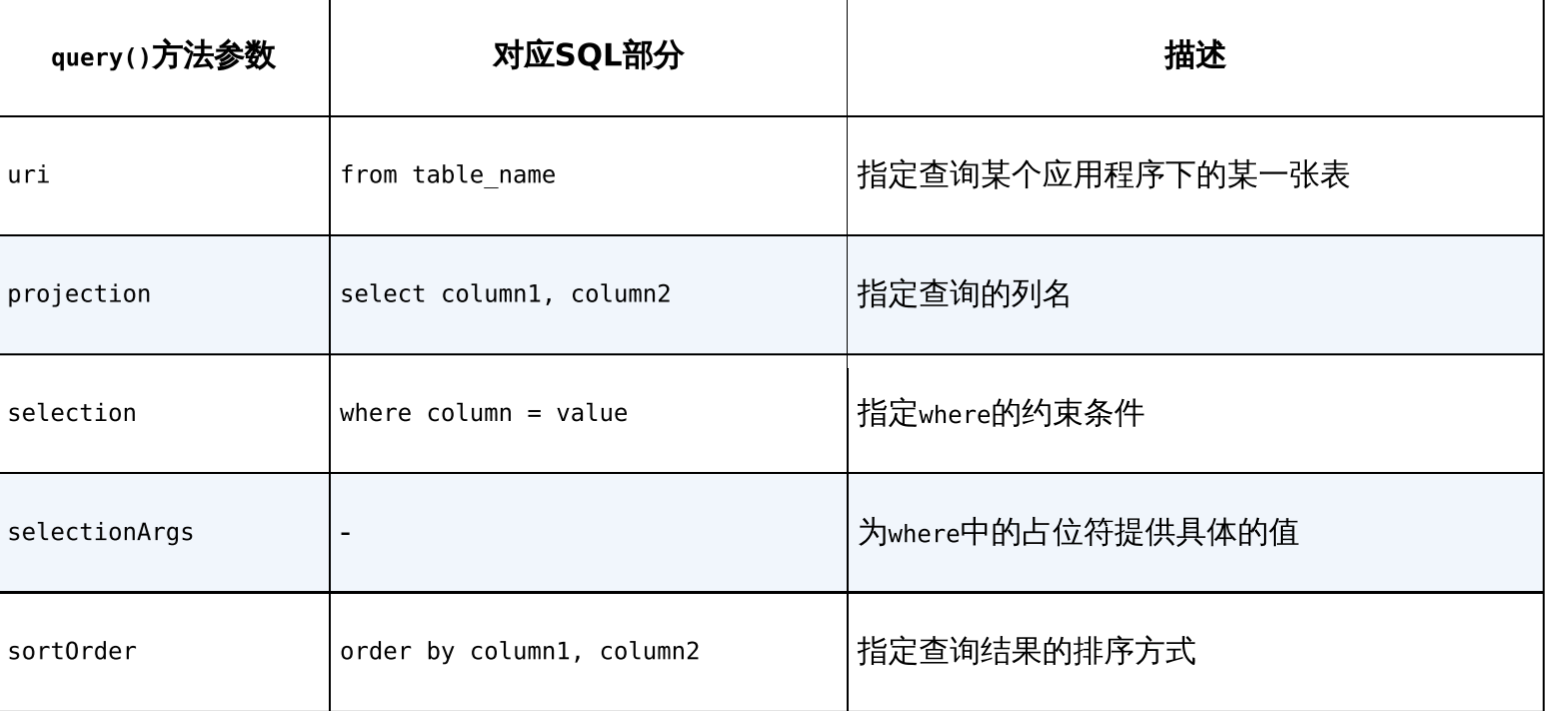 query()方法参数 对应SQL部分 描述
uri from table_name 指定查询某个应用程序下的某一张表
projection select column1, column2 指定查询的列名
selection where column = value 指定where的约束条件
selectionArgs - 为where中的占位符提供具体的值
sortOrder order by column1, column2 指定查询结果的排序方式